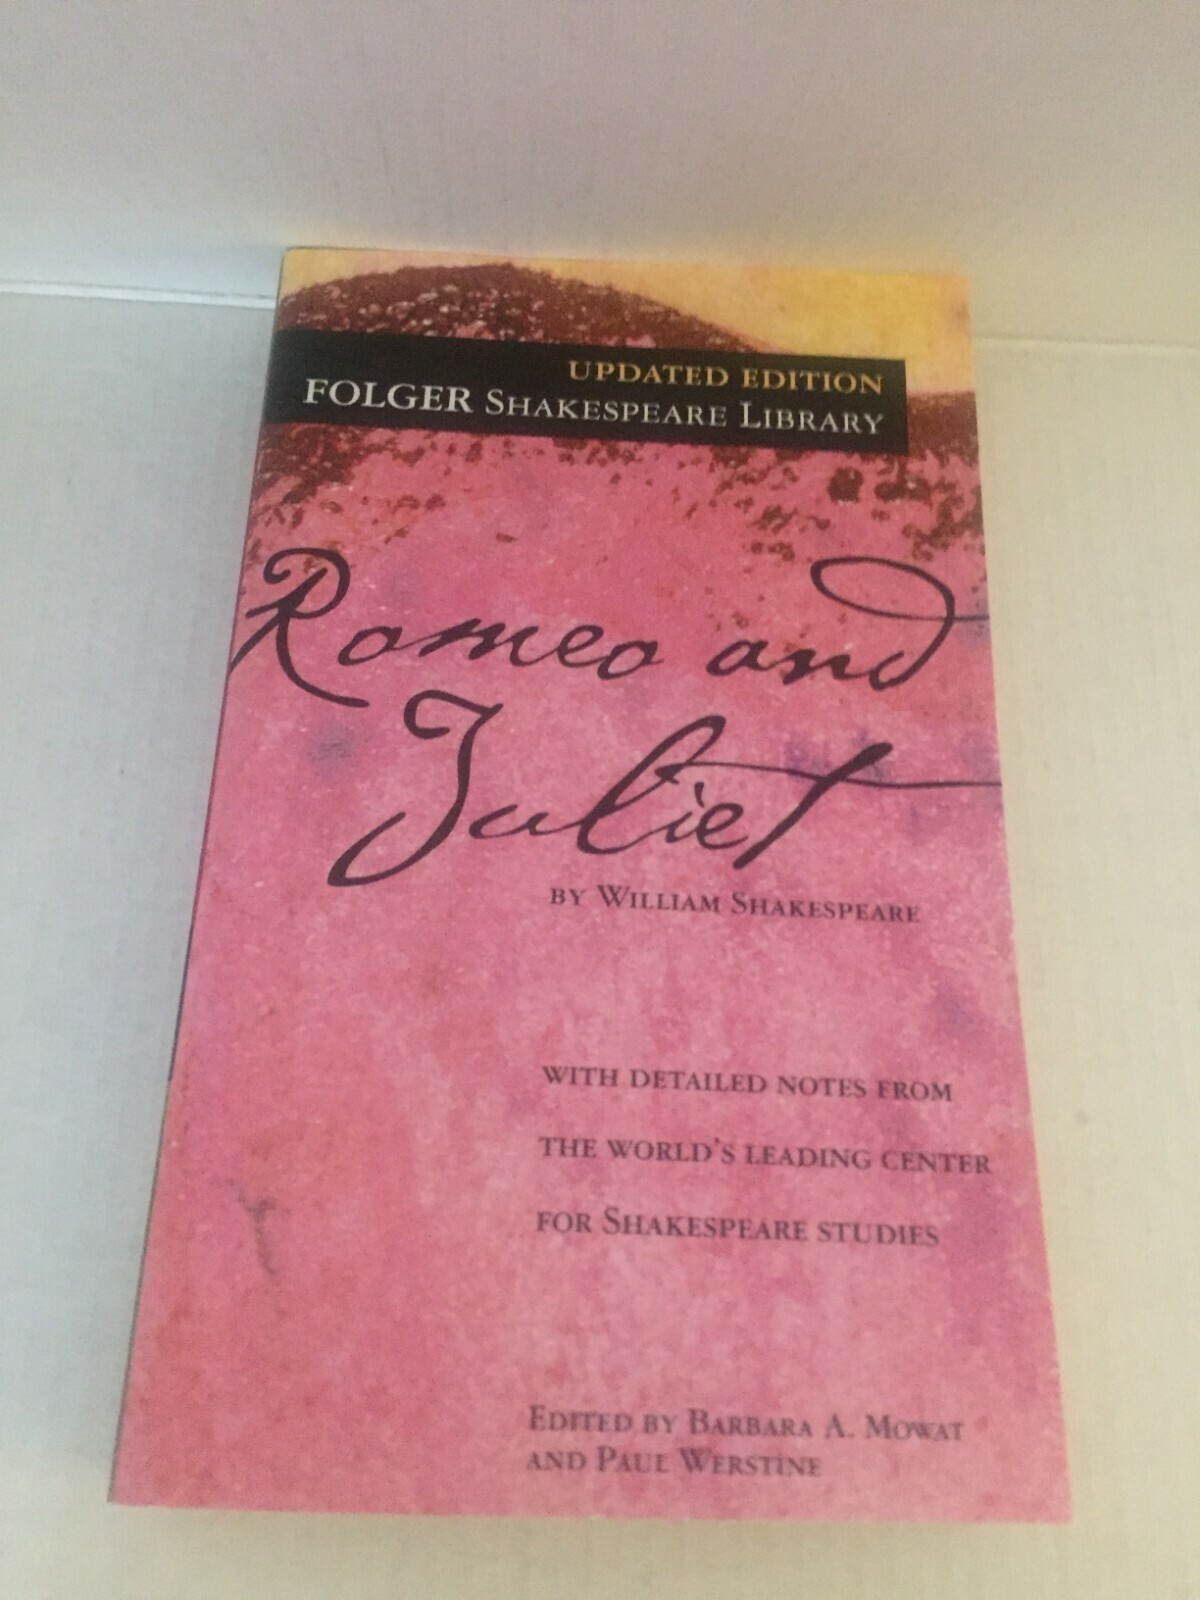 UPDATED EDITION
FOLGER SHAKESPEARE LIBRARY
Romeo and
Juliet
BY WILLIAM SHAKESPEARE
WITH DETAILED NOTES FROM
THE WORLD'S LEADING CENTER
FOR SHAKESPEARE STUDIES
EDITED BY BARBARA A. MOWAT
AND PAUL WERSTINE